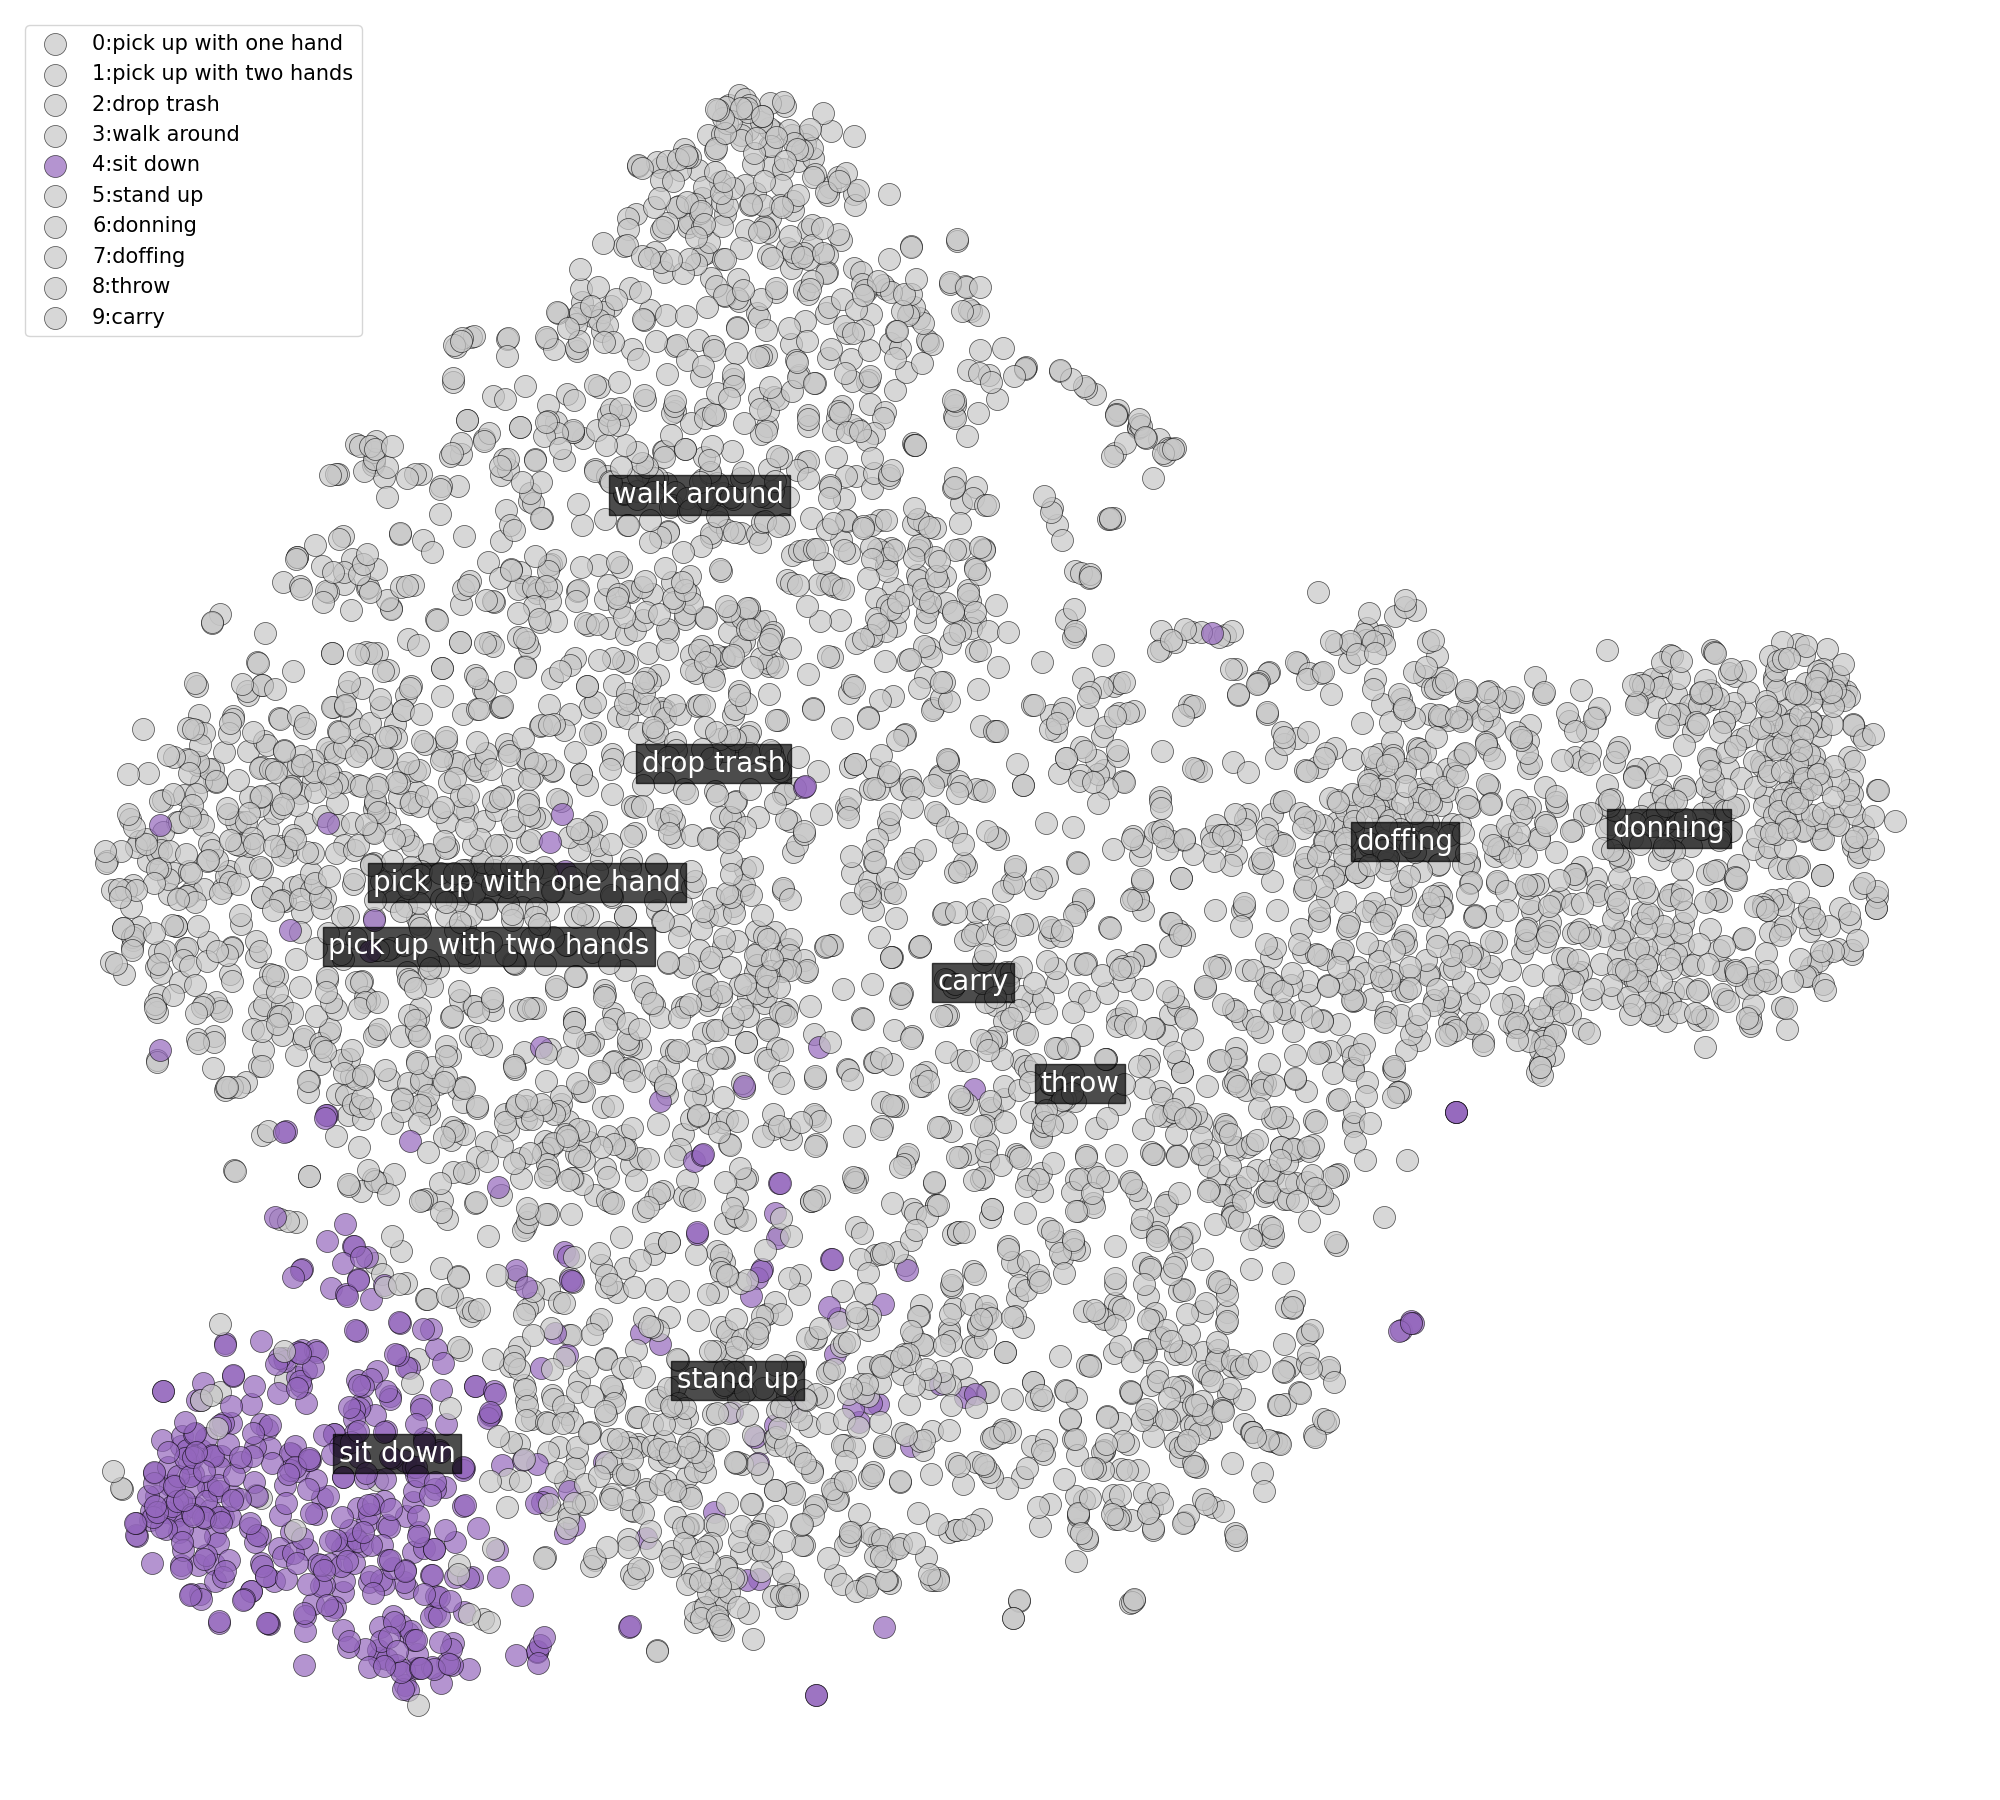 0:pick up with one hand
1:pick up with two hands
2:drop trash
3:walk around
4:sit down
5:stand up
6:donning
7:doffing
8:throw
9:carry
walk around
drop trash
donning
doffing
pick up with one hand
pick up with two hands
carry
throw
stand up
sit down